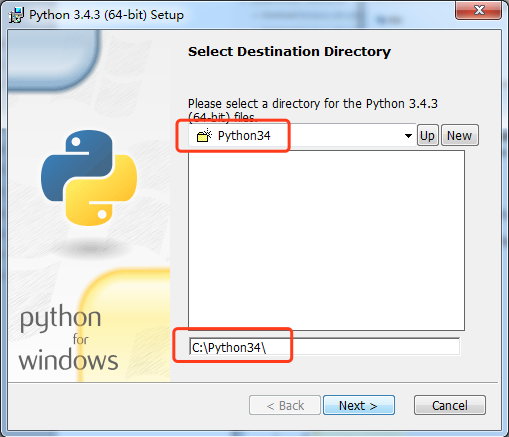 Python 3.4.3 (64-bit) Setup
Select Destination Directory
Please select a directory for the Python 3.4.3
(64-bit) files.
Python34
Up
New
python
for
windows
C:\Python34\
< Back
Next >
Cancel